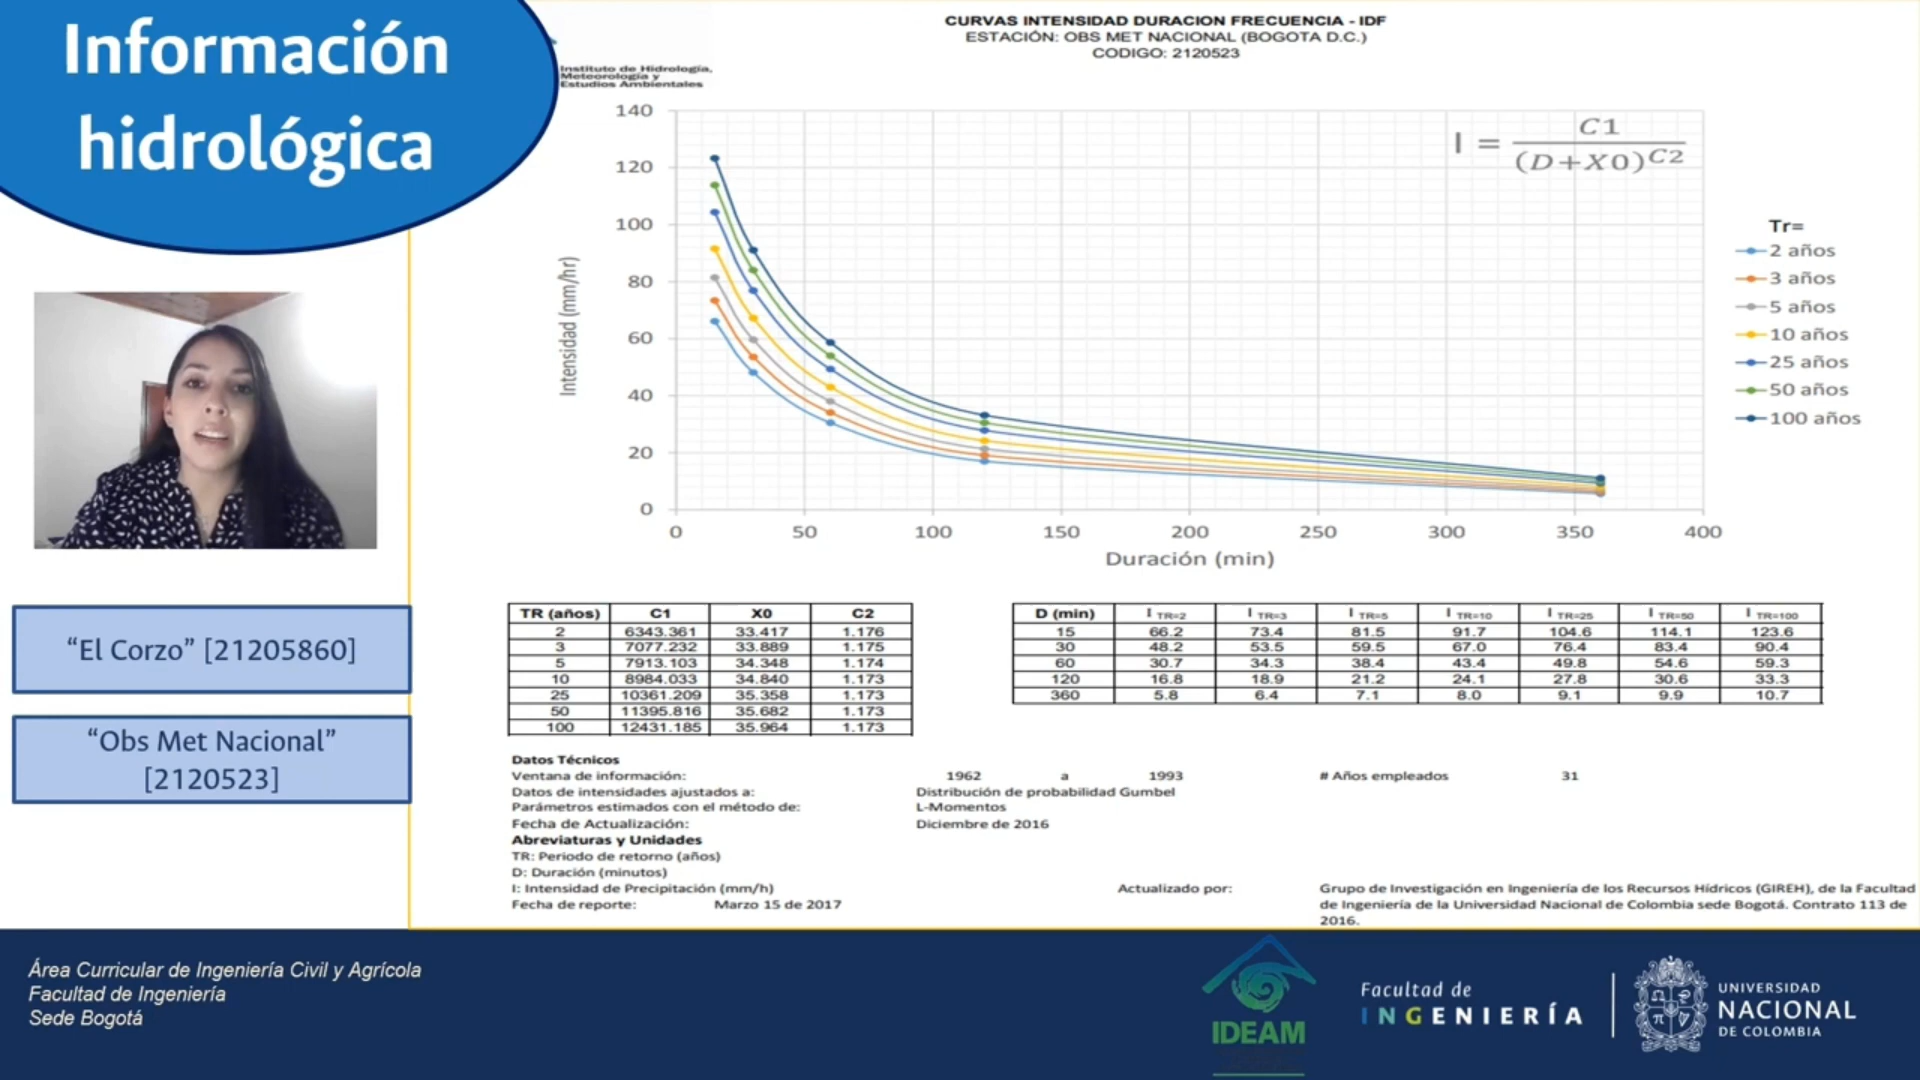 Información
hidrológica
Instituto de Hidrología,
Meteorología y
Estudios Ambientales
CURVAS INTENSIDAD DURACION FRECUENCIA - IDF
ESTACIÓN: OBS MET NACIONAL (BOGOTA D.C.)
CODIGO: 2120523
140
120
100
80
60
40
20
0
Intensidad (mm/hr)
I = C1 / (D+X0)^C2
0 50 100 150 200 250 300 350 400
Duración (min)
Tr=
2 años
3 años
5 años
10 años
25 años
50 años
100 años
“El Corzo” [21205860]
“Obs Met Nacional”
[2120523]
TR (años) C1 X0 C2
2 6343.361 33.417 1.176
3 7077.232 33.889 1.175
5 7913.103 34.348 1.174
10 8984.033 34.840 1.173
25 10361.209 35.358 1.173
50 11395.816 35.682 1.173
100 12431.185 35.964 1.173
D (min) I TR=2 I TR=3 I TR=5 I TR=10 I TR=25 I TR=50 I TR=100
15 66.2 73.4 81.5 91.7 104.6 114.1 123.6
30 48.2 53.5 59.5 67.0 76.4 83.4 90.4
60 30.7 34.3 38.4 43.4 49.8 54.6 59.3
120 16.8 18.9 21.2 24.1 27.8 30.6 33.3
360 5.8 6.4 7.1 8.0 9.1 9.9 10.7
Datos Técnicos
Ventana de información: 1962 a 1993 # Años empleados 31
Datos de intensidades ajustados a: Distribución de probabilidad Gumbel
Parámetros estimados con el método de: L-Momentos
Fecha de Actualización: Diciembre de 2016
Abreviaturas y Unidades
TR: Periodo de retorno (años)
D: Duración (minutos)
I: Intensidad de Precipitación (mm/h)
Fecha de reporte: Marzo 15 de 2017
Actualizado por: Grupo de Investigación en Ingeniería de los Recursos Hídricos (GIREH), de la Facultad
de Ingeniería de la Universidad Nacional de Colombia sede Bogotá. Contrato 113 de
2016.
Área Curricular de Ingeniería Civil y Agrícola
Facultad de Ingeniería
Sede Bogotá
IDEAM
Facultad de
INGENIERÍA
UNIVERSIDAD
NACIONAL
DE COLOMBIA